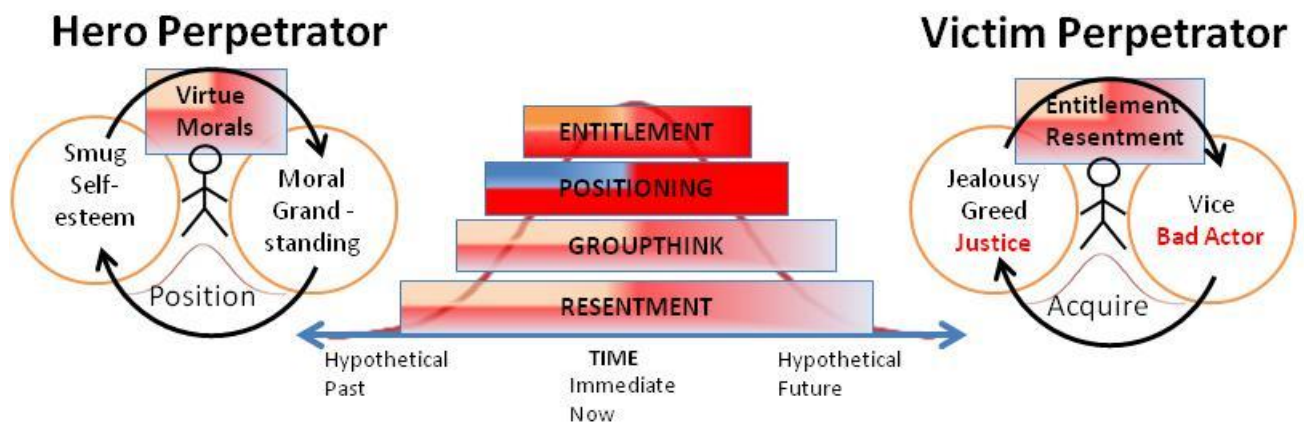 Hero Perpetrator
Virtue
Morals
Smug
Self-
esteem
Moral
Grand -
standing
Position
ENTITLEMENT
POSITIONING
GROUPTHINK
RESENTMENT
Hypothetical
Past
TIME
Immediate
Now
Hypothetical
Future
Victim Perpetrator
Entitlement
Resentment
Jealousy
Greed
Justice
Vice
Bad Actor
Acquire